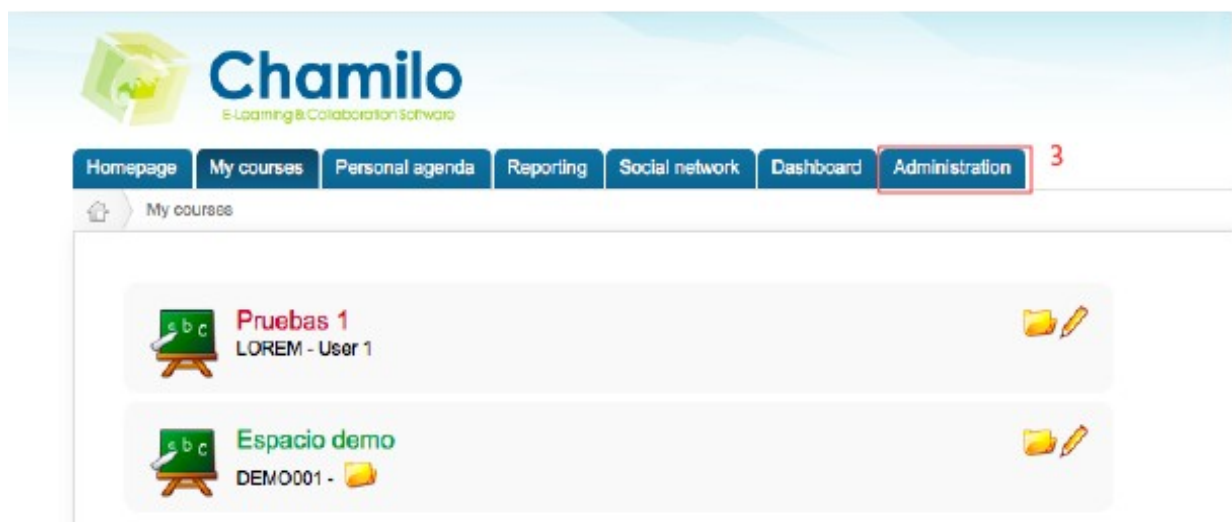 Chamilo
E-Learning & Collaboration Software
Homepage My courses Personal agenda Reporting Social network Dashboard Administration 3
My courses
s b c
Pruebas 1
LOREM - User 1
s b c
Espacio demo
DEMO001 -